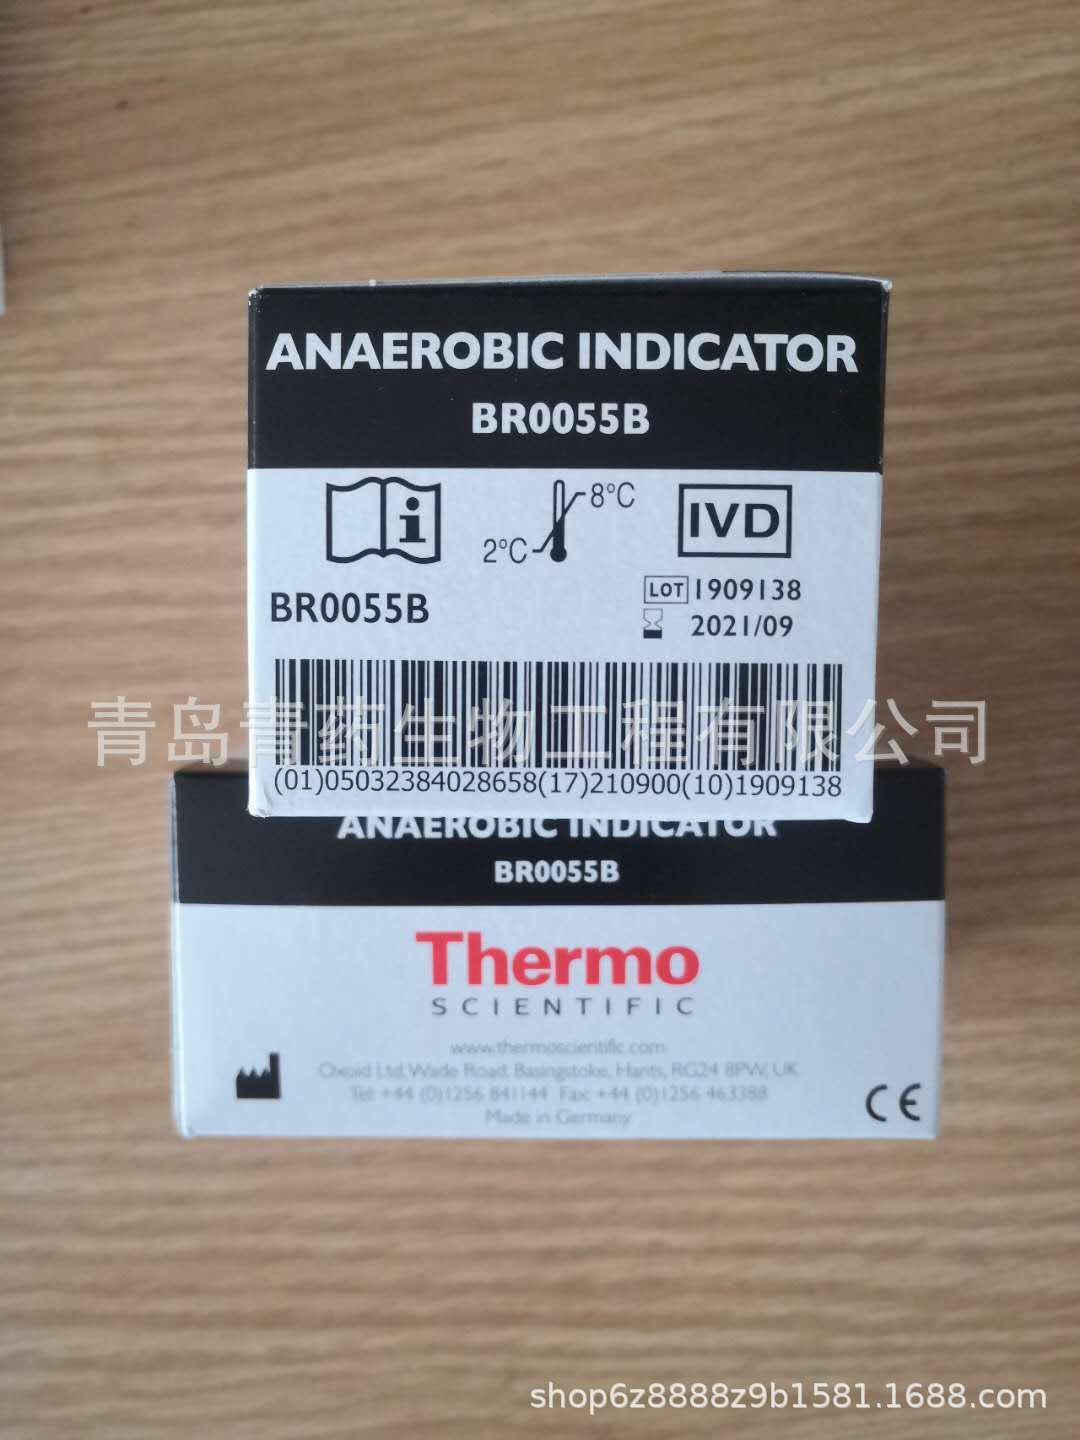 ANAEROBIC INDICATOR
BR0055B
i
8°C
2°C
IVD
LOT 1909138
2021/09
BR0055B
青岛青药生物工程有限公司
(01)05032384028658(17)210900(10)1909138
ANAEROBIC INDICATOR
BR0055B
Thermo
SCIENTIFIC
www.thermoscientific.com
Oxoid Ltd, Wade Road, Basingstoke, Hants, RG24 8PW, UK
Tel: +44 (0)1256 841144 Fax: +44 (0)1256 463388
Made in Germany
CE
shop6z8888z9b1581.1688.com